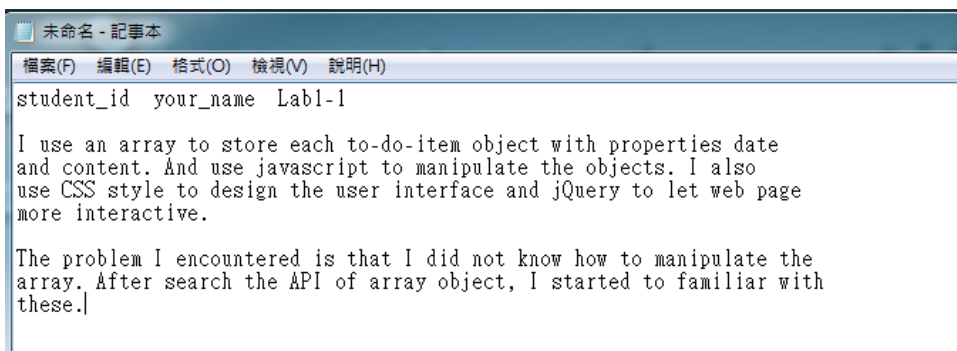 未命名 - 記事本
檔案(F) 編輯(E) 格式(O) 檢視(V) 說明(H)
student_id your_name Lab1-1
I use an array to store each to-do-item object with properties date
and content. And use javascript to manipulate the objects. I also
use CSS style to design the user interface and jQuery to let web page
more interactive.
The problem I encountered is that I did not know how to manipulate the
array. After search the API of array object, I started to familiar with
these.